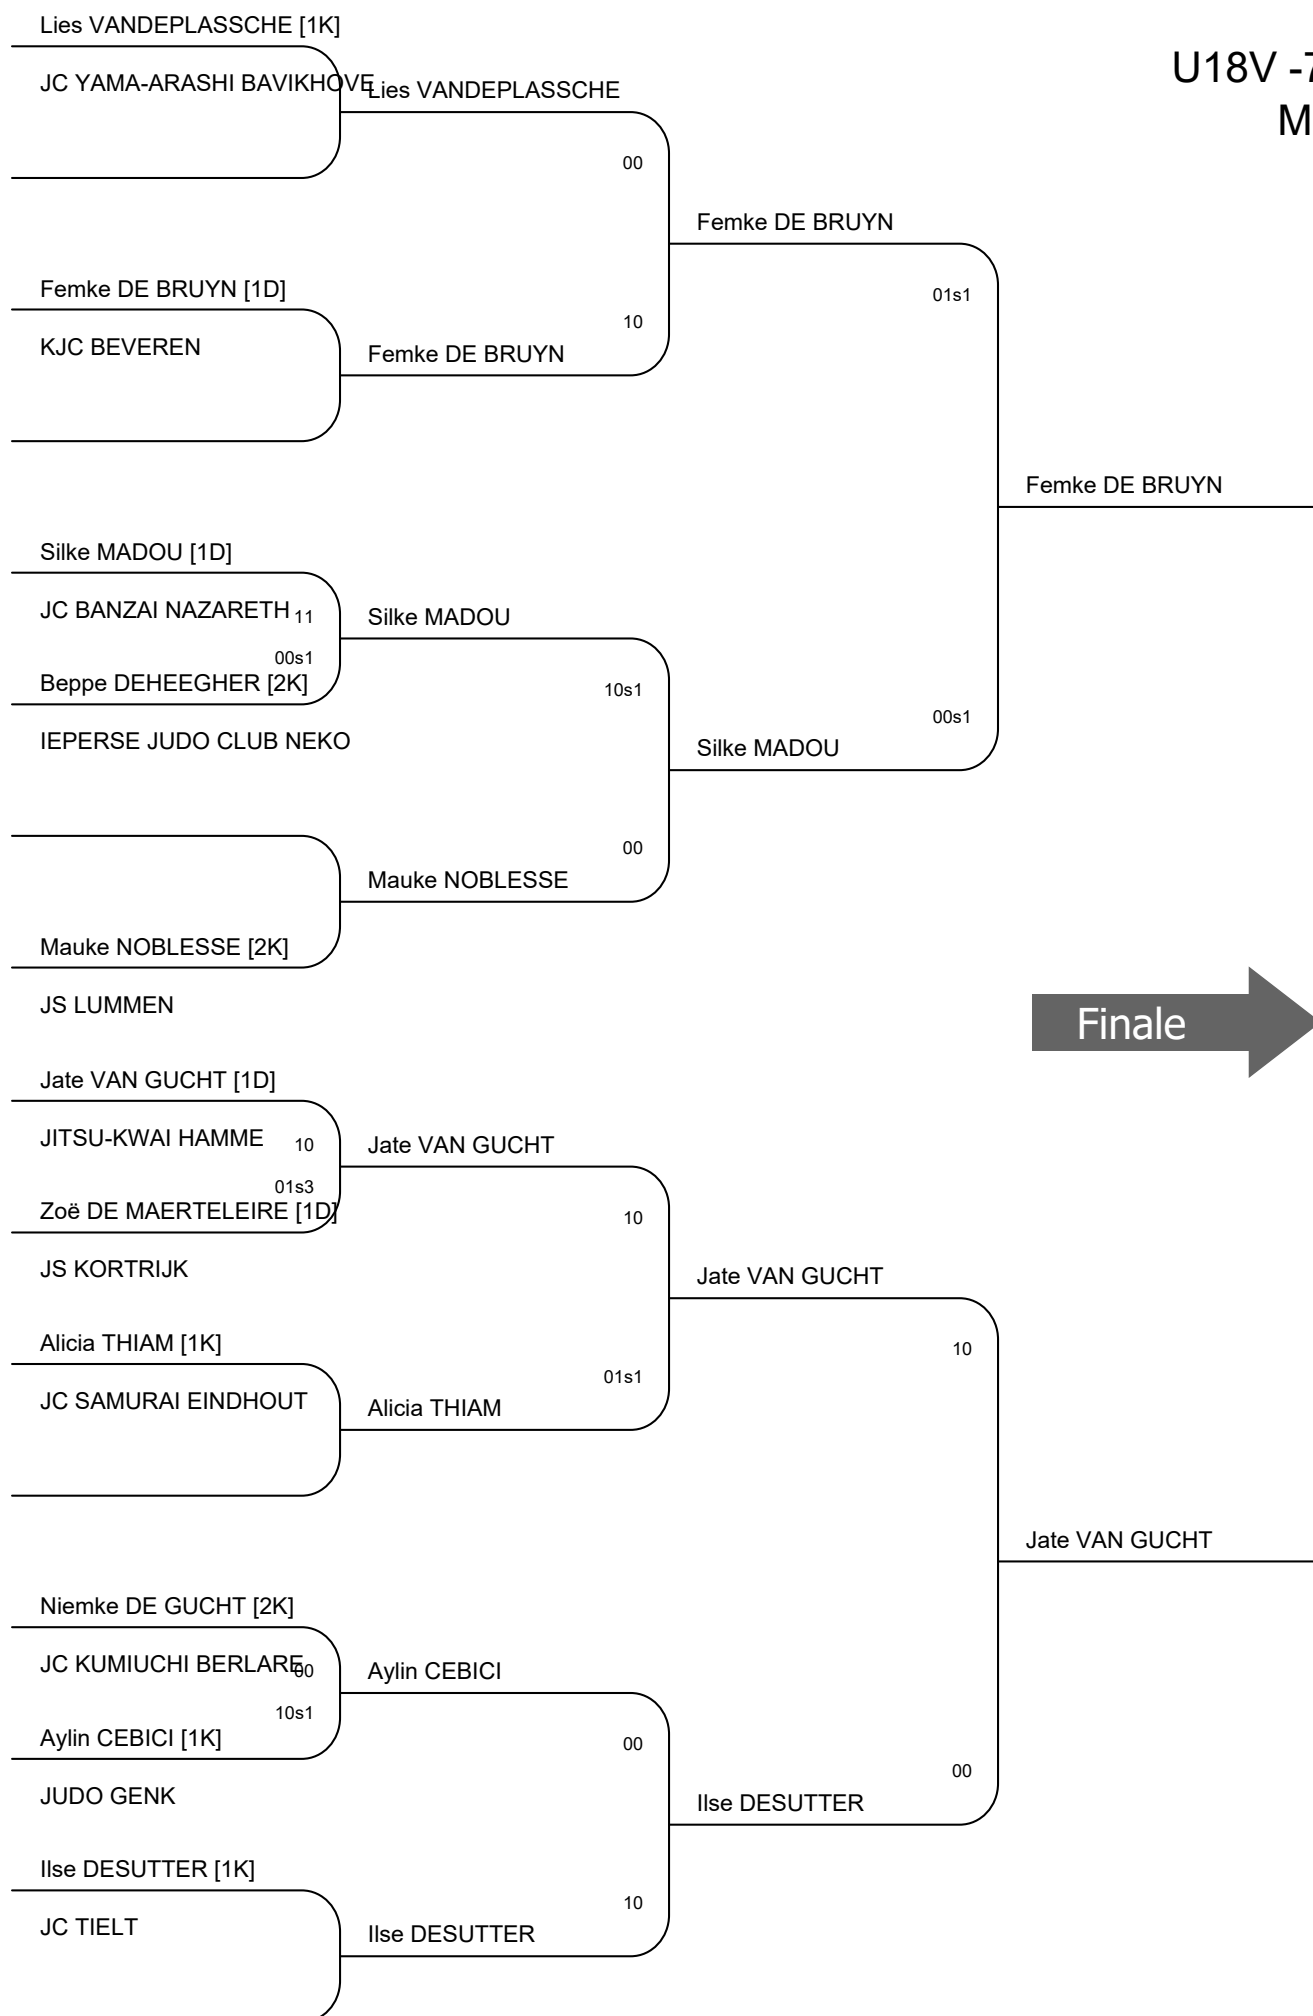 Lies VANDEPLASSCHE [1K]
JC YAMA-ARASHI BAVIKHOVE
Lies VANDEPLASSCHE
U18V -7
M
00
Femke DE BRUYN
Femke DE BRUYN [1D]
01s1
10
KJC BEVEREN
Femke DE BRUYN
Femke DE BRUYN
Silke MADOU [1D]
JC BANZAI NAZARETH
11
Silke MADOU
00s1
Beppe DEHEEGHER [2K]
10s1
00s1
IEPERSE JUDO CLUB NEKO
Silke MADOU
00
Mauke NOBLESSE
Mauke NOBLESSE [2K]
JS LUMMEN
Finale
Jate VAN GUCHT [1D]
JITSU-KWAI HAMME
10
Jate VAN GUCHT
01s3
Zoë DE MAERTELEIRE [1D]
10
JS KORTRIJK
Jate VAN GUCHT
Alicia THIAM [1K]
10
01s1
JC SAMURAI EINDHOUT
Alicia THIAM
Jate VAN GUCHT
Niemke DE GUCHT [2K]
JC KUMIUCHI BERLARE
00
Aylin CEBICI
10s1
Aylin CEBICI [1K]
00
00
JUDO GENK
Ilse DESUTTER
Ilse DESUTTER [1K]
10
JC TIELT
Ilse DESUTTER